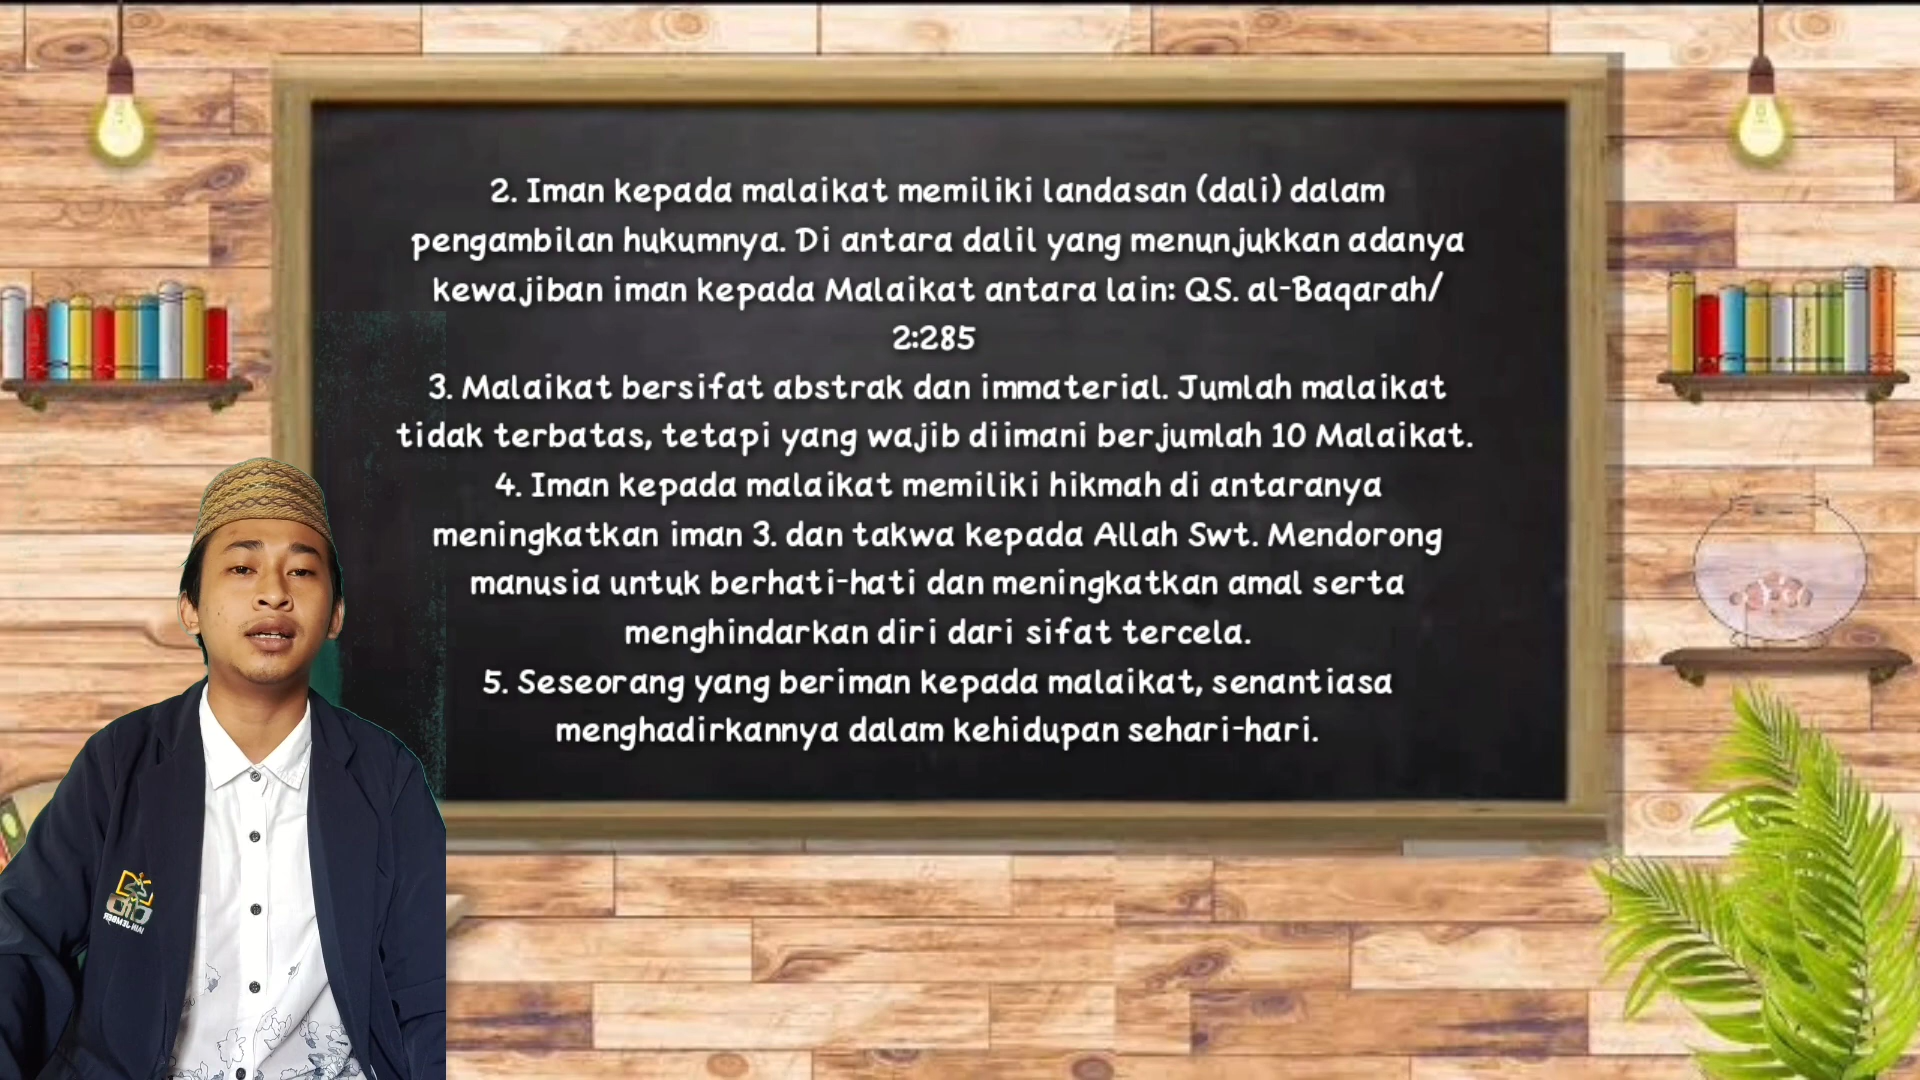 2. Iman kepada malaikat memiliki landasan (dali) dalam
pengambilan hukumnya. Di antara dalil yang menunjukkan adanya
kewajiban iman kepada Malaikat antara lain: QS. al-Baqarah/
2:285
3. Malaikat bersifat abstrak dan immaterial. Jumlah malaikat
tidak terbatas, tetapi yang wajib diimani berjumlah 10 Malaikat.
4. Iman kepada malaikat memiliki hikmah di antaranya
meningkatkan iman 3. dan takwa kepada Allah Swt. Mendorong
manusia untuk berhati-hati dan meningkatkan amal serta
menghindarkan diri dari sifat tercela.
5. Seseorang yang beriman kepada malaikat, senantiasa
menghadirkannya dalam kehidupan sehari-hari.
IAIN JEMBER